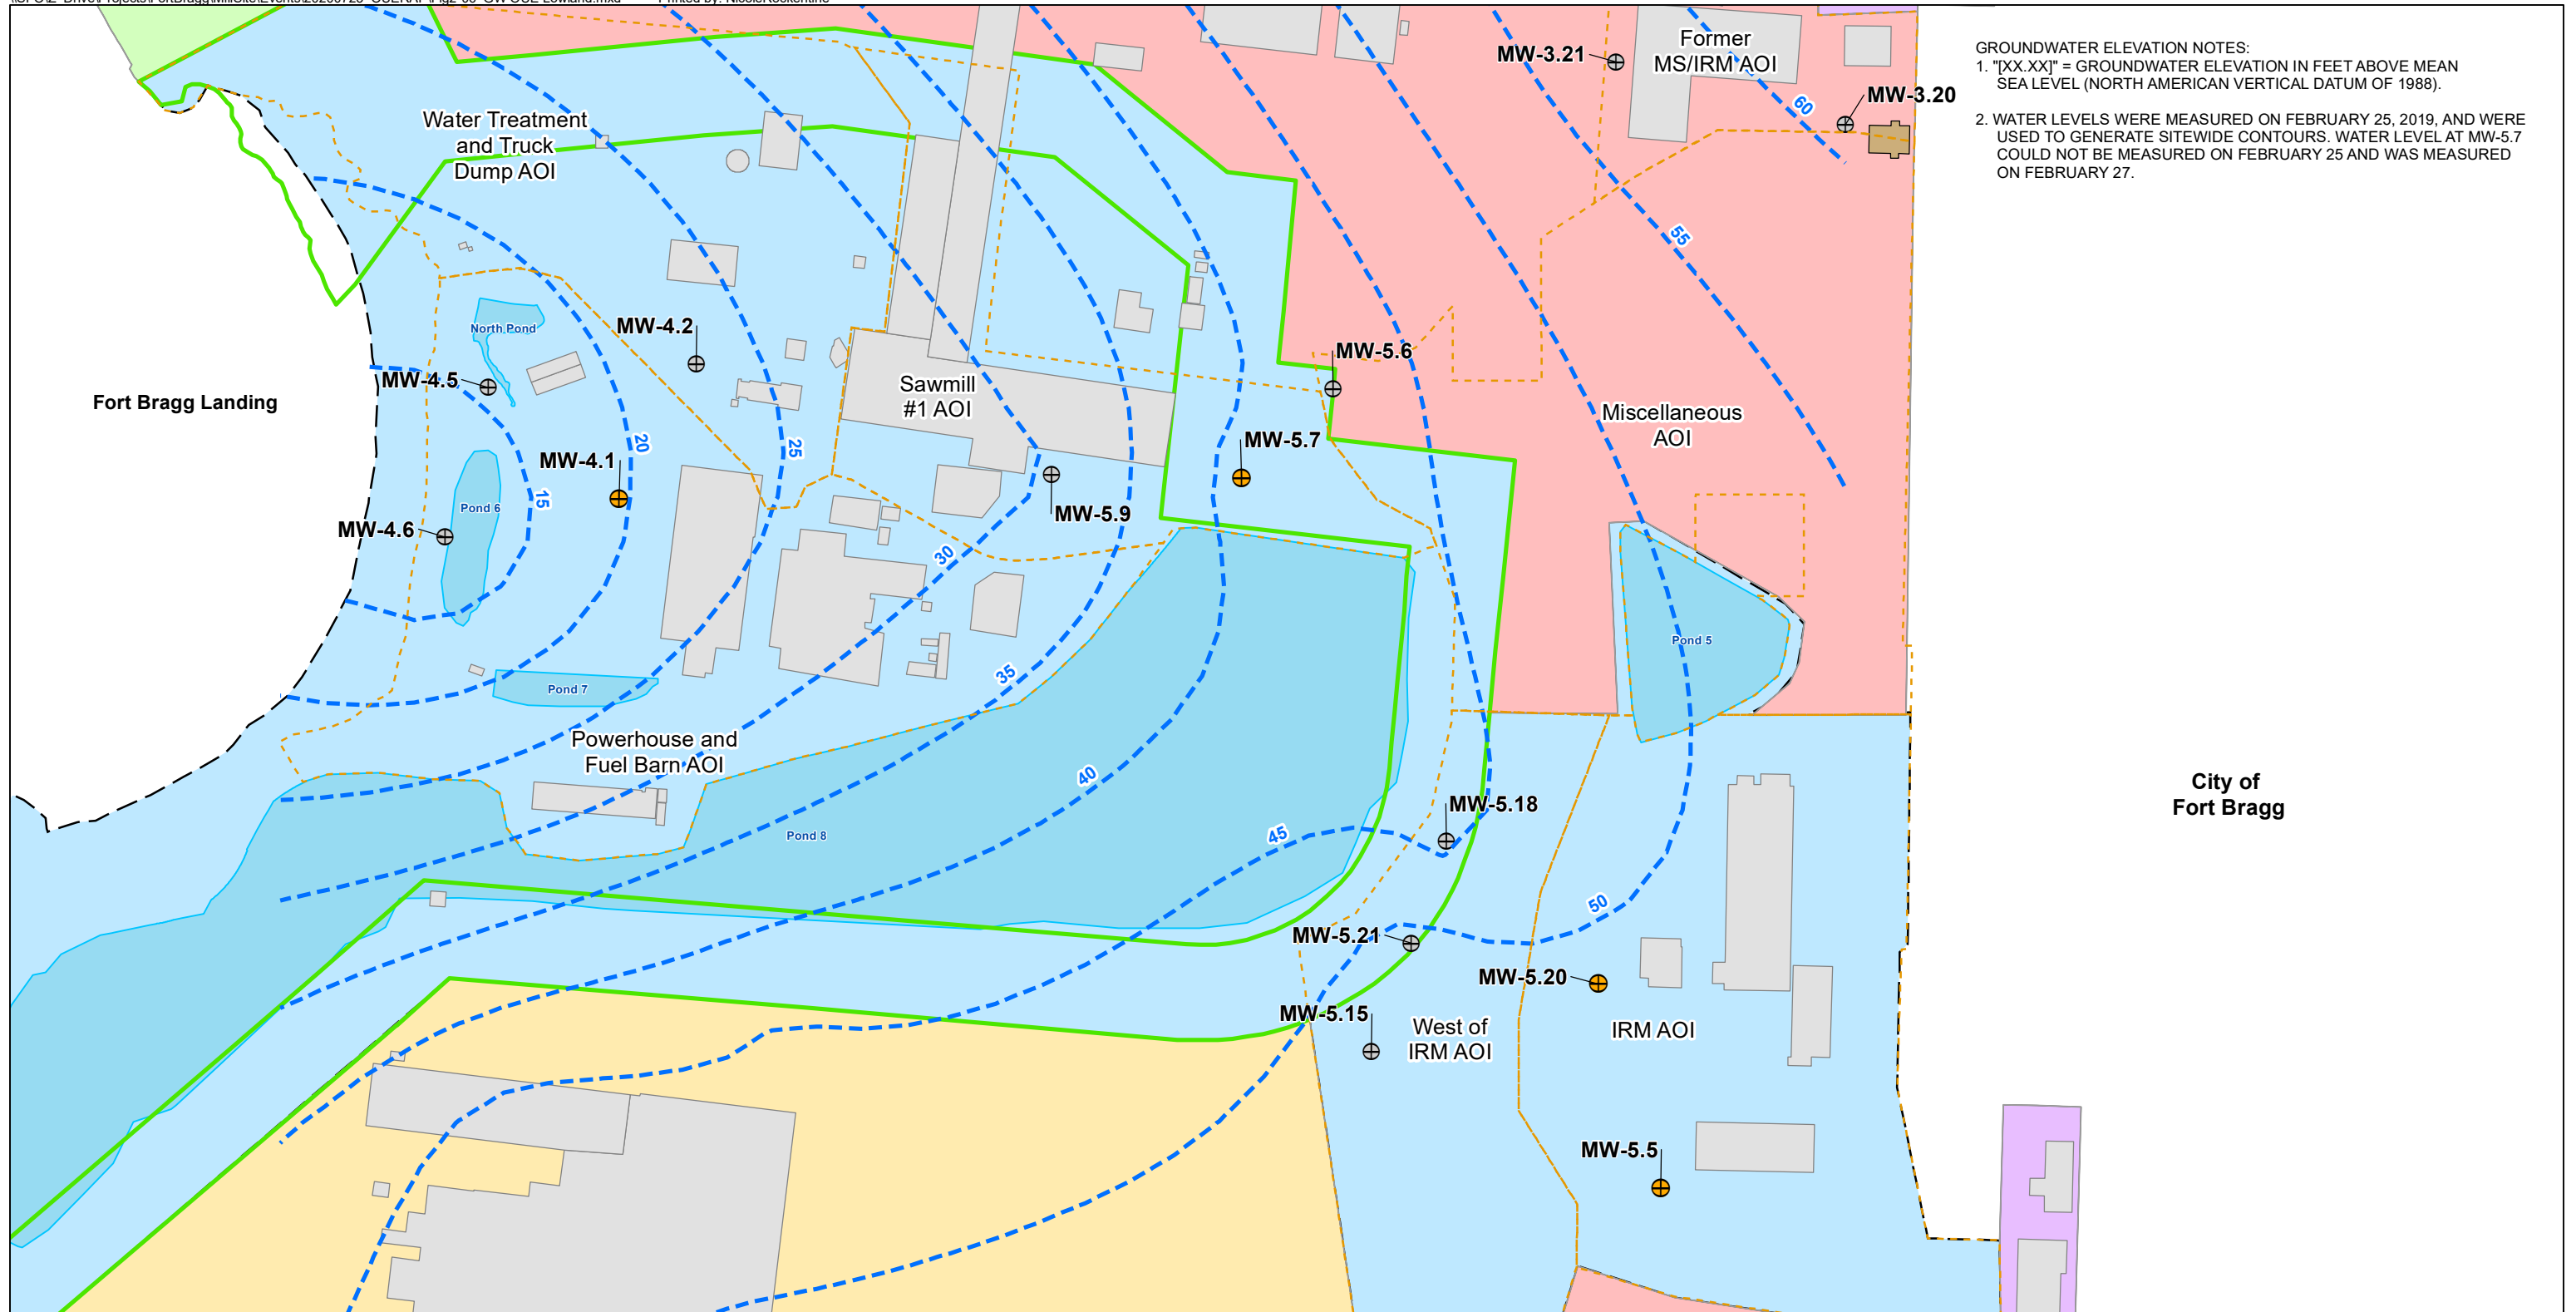 Printed by: NicoleRockentine
Former
MS/IRM AOI
MW-3.21
MW-3.20
60
GROUNDWATER ELEVATION NOTES:
1. "[XX.XX]" = GROUNDWATER ELEVATION IN FEET ABOVE MEAN
SEA LEVEL (NORTH AMERICAN VERTICAL DATUM OF 1988).
2. WATER LEVELS WERE MEASURED ON FEBRUARY 25, 2019, AND WERE
USED TO GENERATE SITEWIDE CONTOURS. WATER LEVEL AT MW-5.7
COULD NOT BE MEASURED ON FEBRUARY 25 AND WAS MEASURED
ON FEBRUARY 27.
Water Treatment
and Truck
Dump AOI
55
North Pond
MW-4.2
MW-5.6
MW-4.5
Fort Bragg Landing
Sawmill
#1 AOI
Miscellaneous
AOI
20
25
MW-5.7
MW-4.1
15
Pond 6
MW-5.9
MW-4.6
30
Pond 5
35
Pond 7
Powerhouse and
Fuel Barn AOI
40
City of
Fort Bragg
MW-5.18
Pond 8
45
50
MW-5.21
MW-5.20
MW-5.15
West of
IRM AOI
IRM AOI
MW-5.5